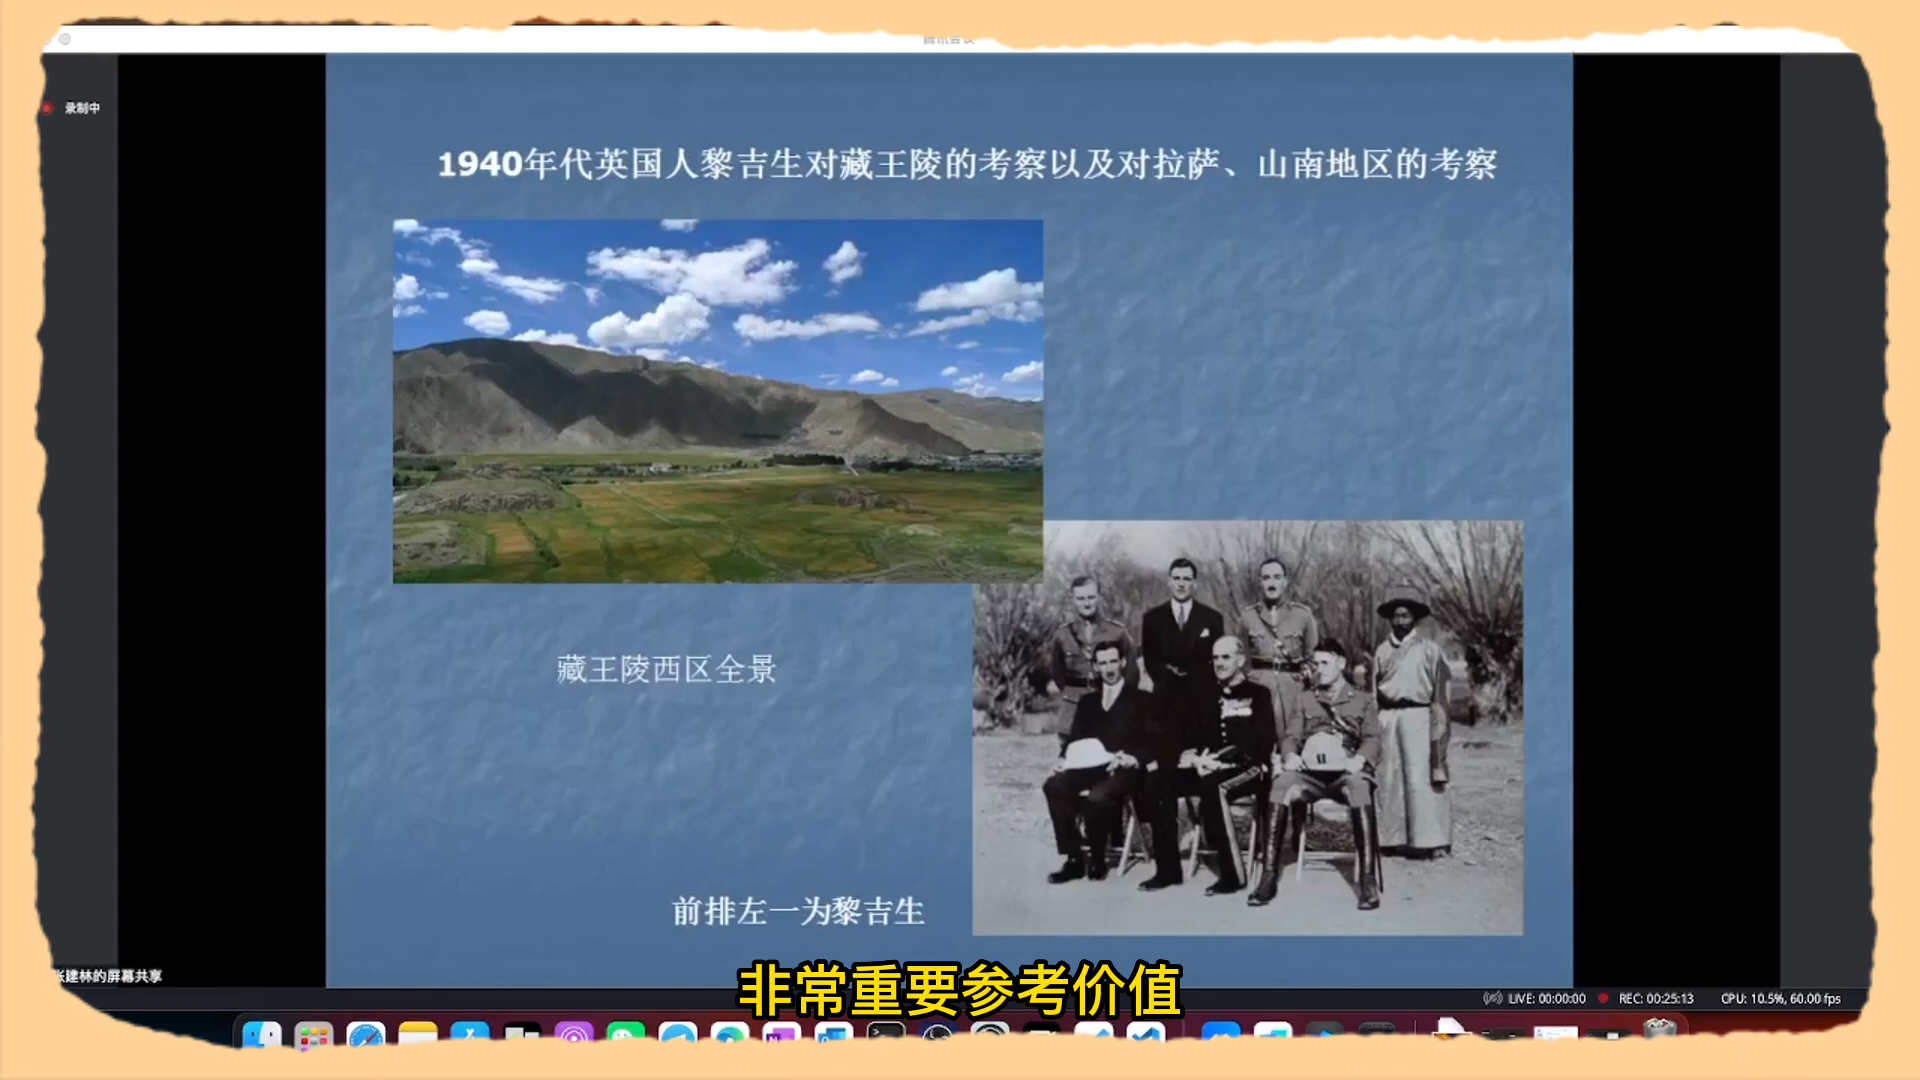 录制中
1940年代英国人黎吉生对藏王陵的考察以及对拉萨、山南地区的考察
藏王陵西区全景
前排左一为黎吉生
张建林的屏幕共享
非常重要参考价值
LIVE: 00:00:00
REC: 00:25:13
CPU: 10.5%, 60.00 fps